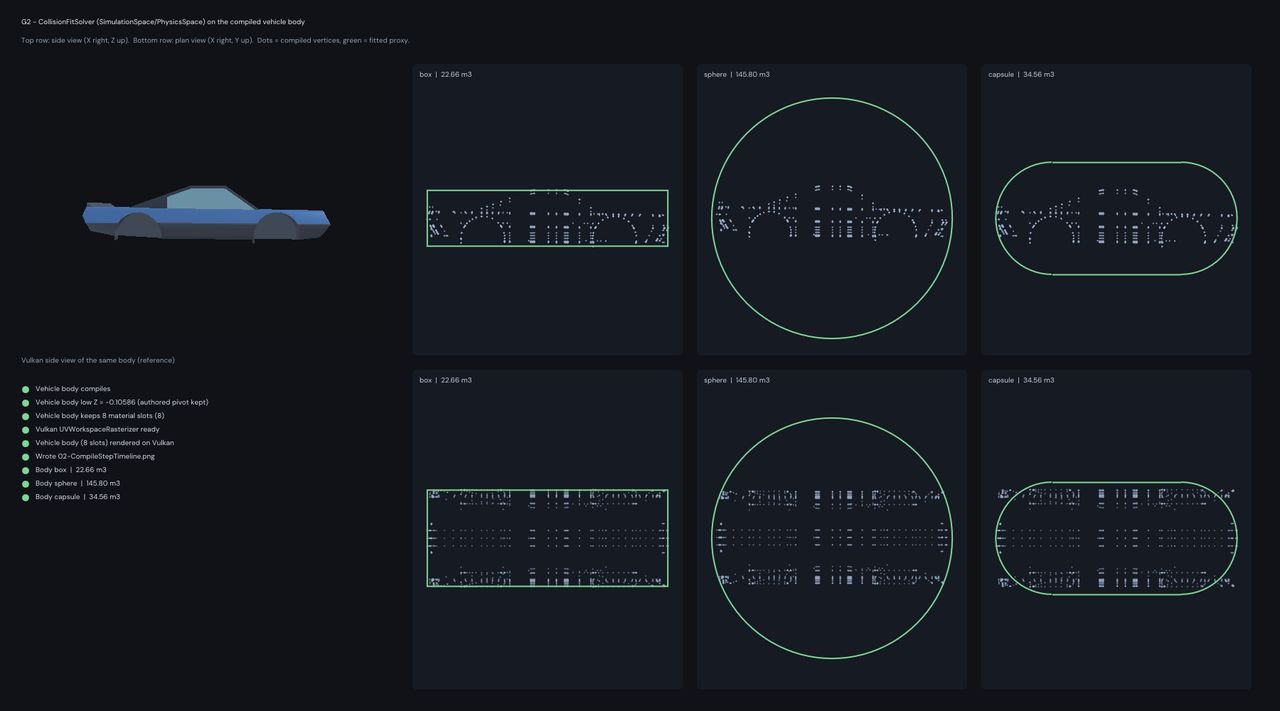 G2 - CollisionFitSolver (SimulationSpace/PhysicsSpace) on the compiled vehicle body
Top row: side view (X right, Z up). Bottom row: plan view (X right, Y up). Dots = compiled vertices, green = fitted proxy.
box | 22.66 m3
sphere | 145.80 m3
capsule | 34.56 m3
Vulkan side view of the same body (reference)
box | 22.66 m3
sphere | 145.80 m3
capsule | 34.56 m3
Vehicle body compiles
Vehicle body low Z = -0.10586 (authored pivot kept)
Vehicle body keeps 8 material slots (8)
Vulkan UVWorkspaceRasterizer ready
Vehicle body (8 slots) rendered on Vulkan
Wrote 02-CompileStepTimeline.png
Body box | 22.66 m3
Body sphere | 145.80 m3
Body capsule | 34.56 m3